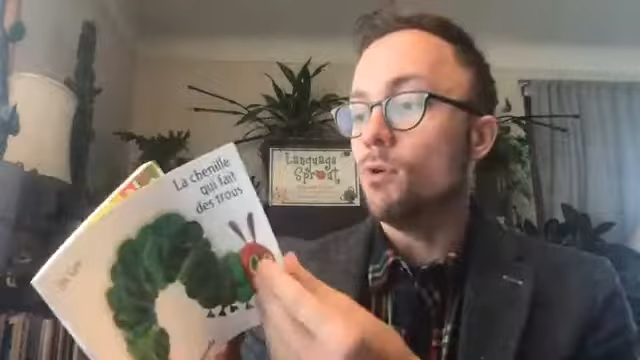 La chenille
qui fait
des trous
Language
Sprout